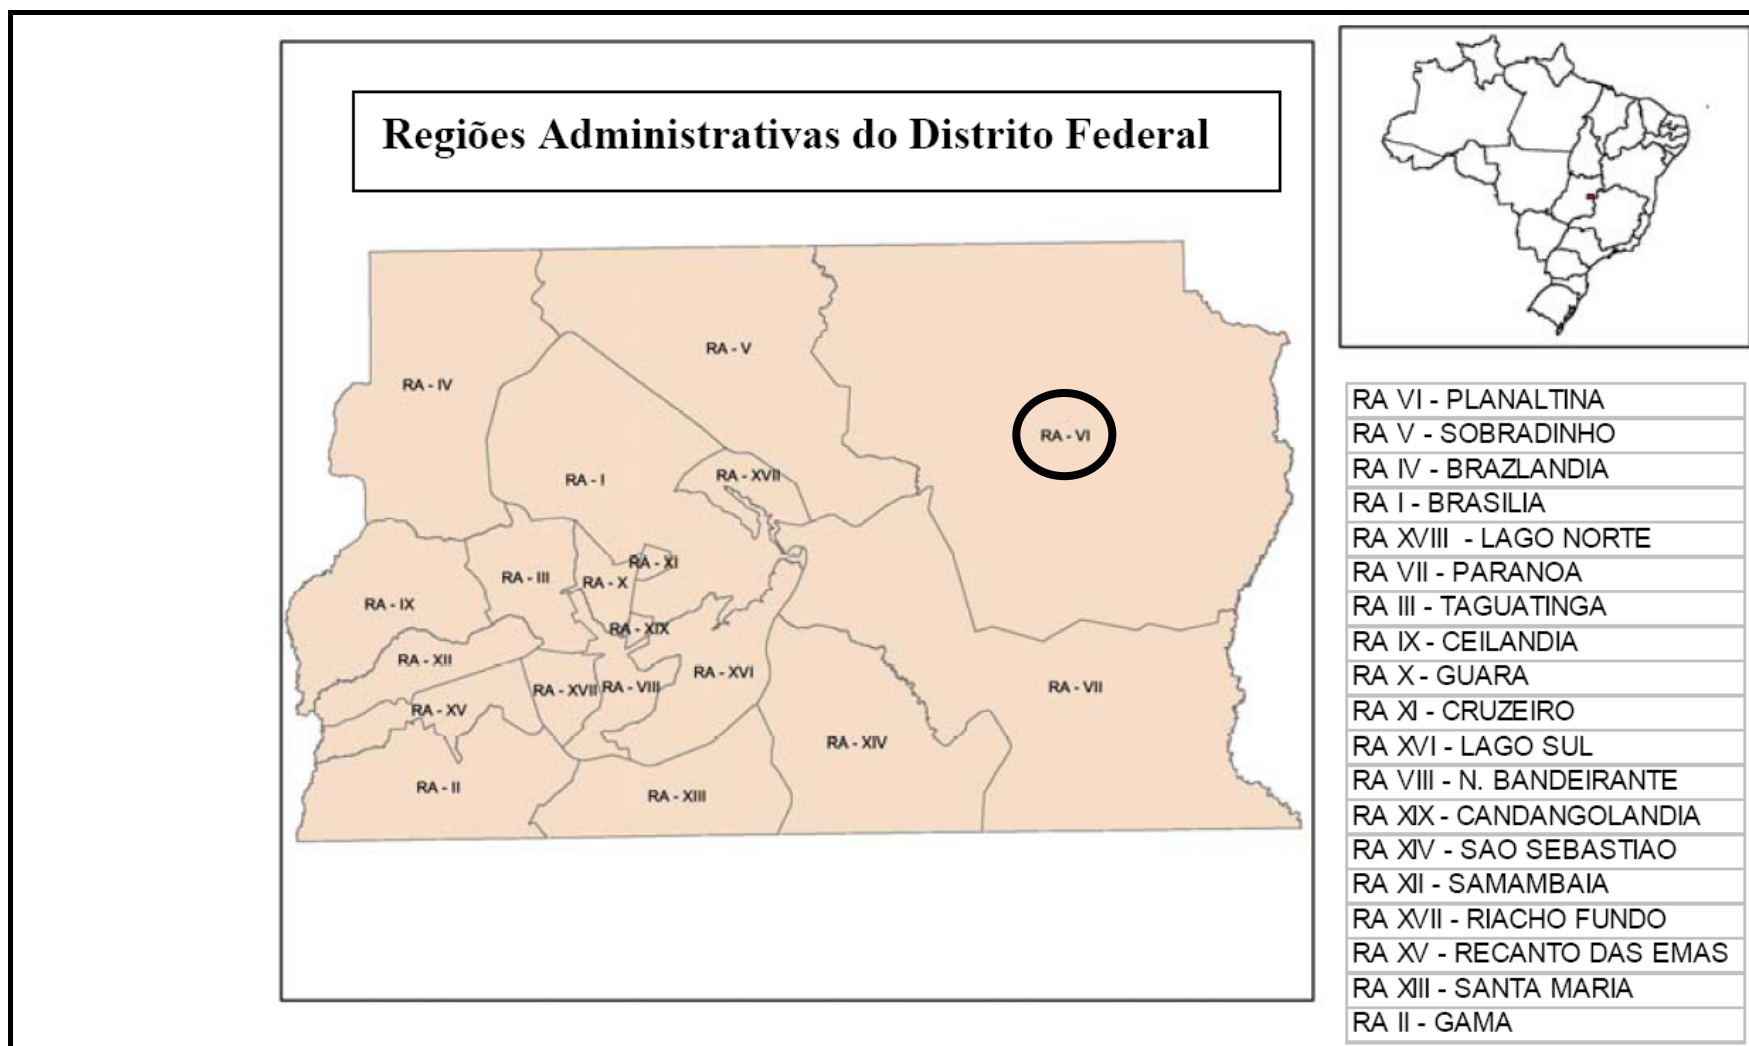 Regiões Administrativas do Distrito Federal
RA - V
RA - IV
RA - VI
RA - XVII
RA - I
RA - XI
RA - III
RA - X
RA - IX
RA - XIX
RA - XII
RA - XVI
RA - XVII
RA - VIII
RA - VII
RA - XV
RA - XIV
RA - II
RA - XIII
RA VI - PLANALTINA
RA V - SOBRADINHO
RA IV - BRAZLANDIA
RA I - BRASILIA
RA XVIII - LAGO NORTE
RA VII - PARANOA
RA III - TAGUATINGA
RA IX - CEILANDIA
RA X - GUARA
RA XI - CRUZEIRO
RA XVI - LAGO SUL
RA VIII - N. BANDEIRANTE
RA XIX - CANDANGOLANDIA
RA XIV - SAO SEBASTIAO
RA XII - SAMAMBAIA
RA XVII - RIACHO FUNDO
RA XV - RECANTO DAS EMAS
RA XIII - SANTA MARIA
RA II - GAMA